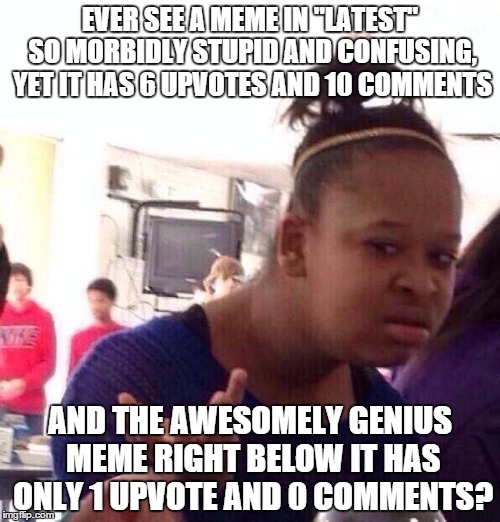 EVER SEE A MEME IN "LATEST"
SO MORBIDLY STUPID AND CONFUSING,
YET IT HAS 6 UPVOTES AND 10 COMMENTS
NIKE
AND THE AWESOMELY GENIUS
MEME RIGHT BELOW IT HAS
ONLY 1 UPVOTE AND 0 COMMENTS?
imgflip.com